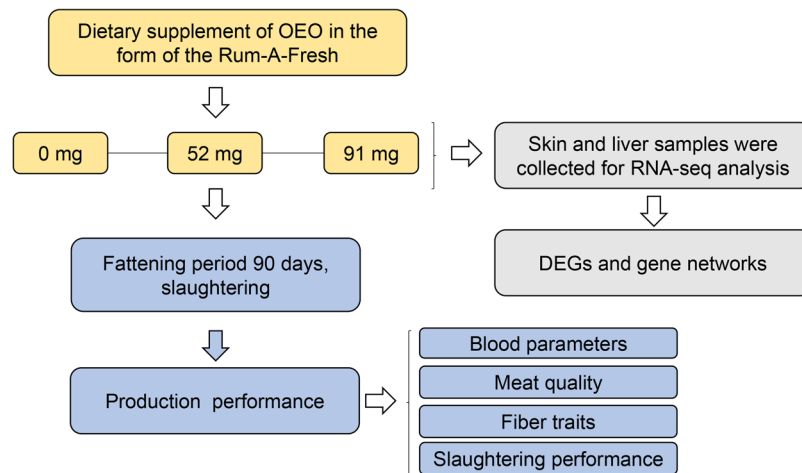 Dietary supplement of OEO in the
form of the Rum-A-Fresh
0 mg
52 mg
91 mg
Skin and liver samples were
collected for RNA-seq analysis
DEGs and gene networks
Fattening period 90 days,
slaughtering
Production performance
Blood parameters
Meat quality
Fiber traits
Slaughtering performance